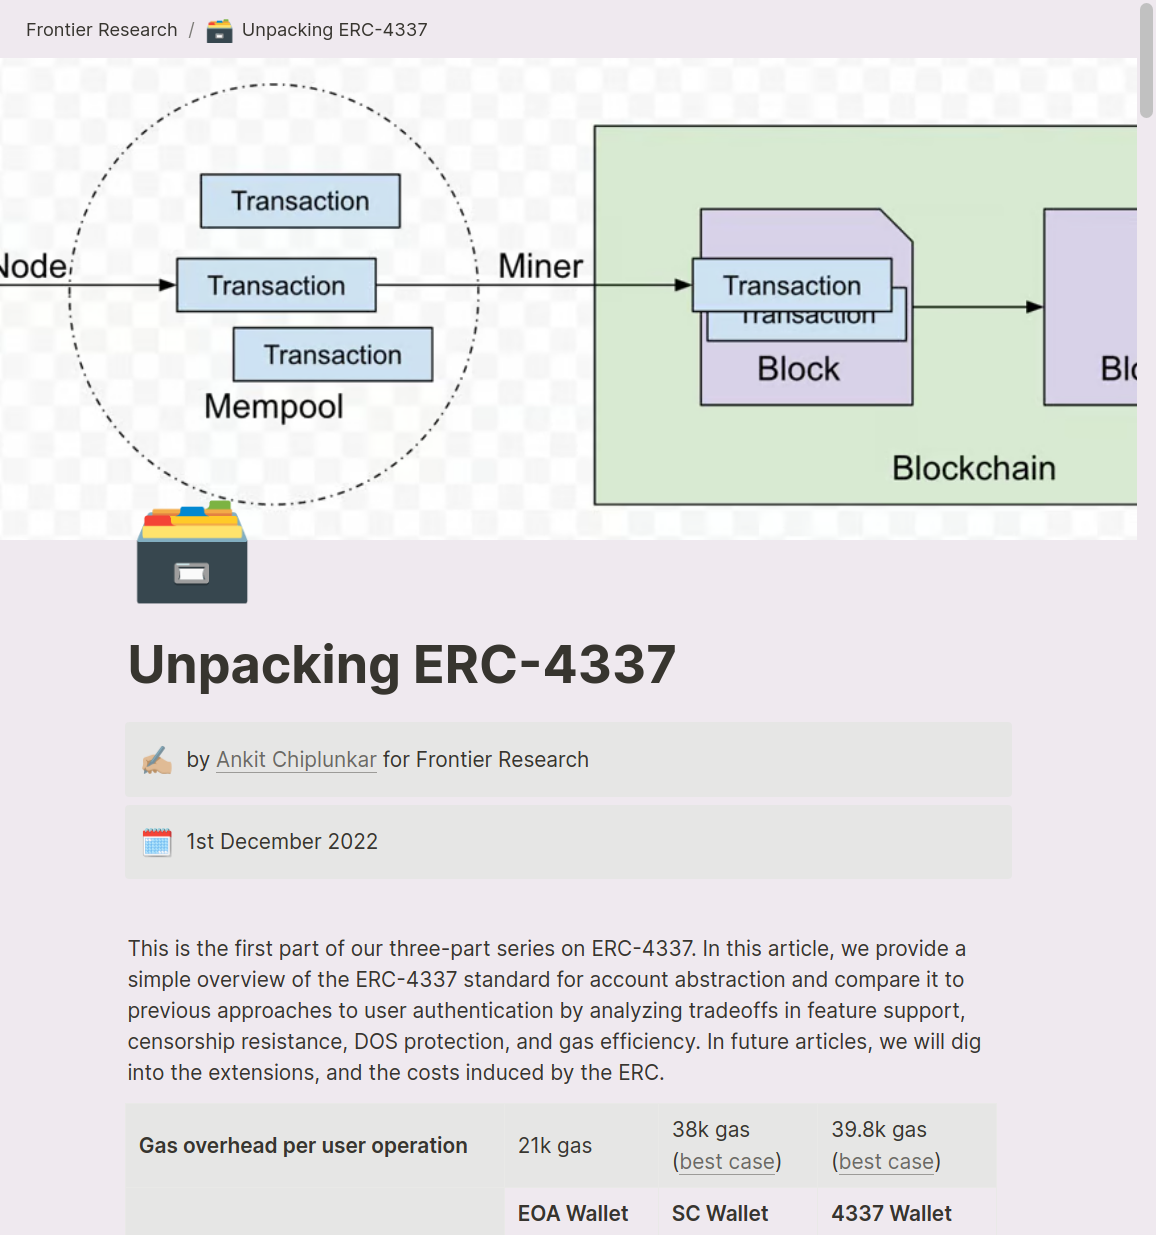 Frontier Research / Unpacking ERC-4337
Transaction
Node
Transaction
Miner
Transaction
Transaction
Transaction
Block
Mempool
Blockchain
Unpacking ERC-4337
by Ankit Chiplunkar for Frontier Research
1st December 2022
This is the first part of our three-part series on ERC-4337. In this article, we provide a
simple overview of the ERC-4337 standard for account abstraction and compare it to
previous approaches to user authentication by analyzing tradeoffs in feature support,
censorship resistance, DOS protection, and gas efficiency. In future articles, we will dig
into the extensions, and the costs induced by the ERC.
Gas overhead per user operation
21k gas
38k gas
(best case)
39.8k gas
(best case)
EOA Wallet
SC Wallet
4337 Wallet